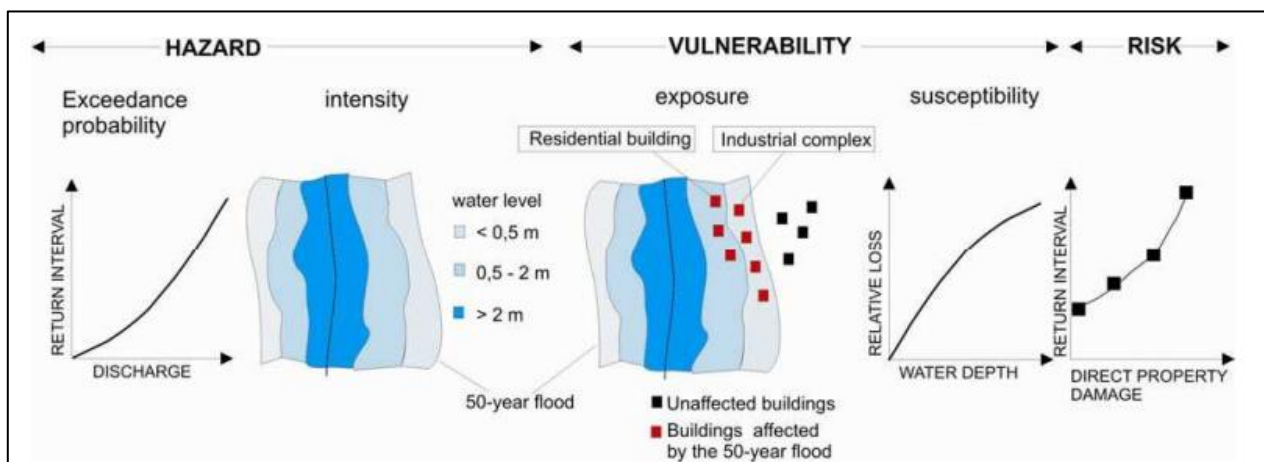 HAZARD
VULNERABILITY
RISK
Exceedance
probability
intensity
exposure
susceptibility
Residential building
Industrial complex
RETURN INTERVAL
DISCHARGE
water level
< 0,5 m
0,5 - 2 m
> 2 m
50-year flood
Unaffected buildings
Buildings affected
by the 50-year flood
RELATIVE LOSS
WATER DEPTH
RETURN INTERVAL
DIRECT PROPERTY
DAMAGE